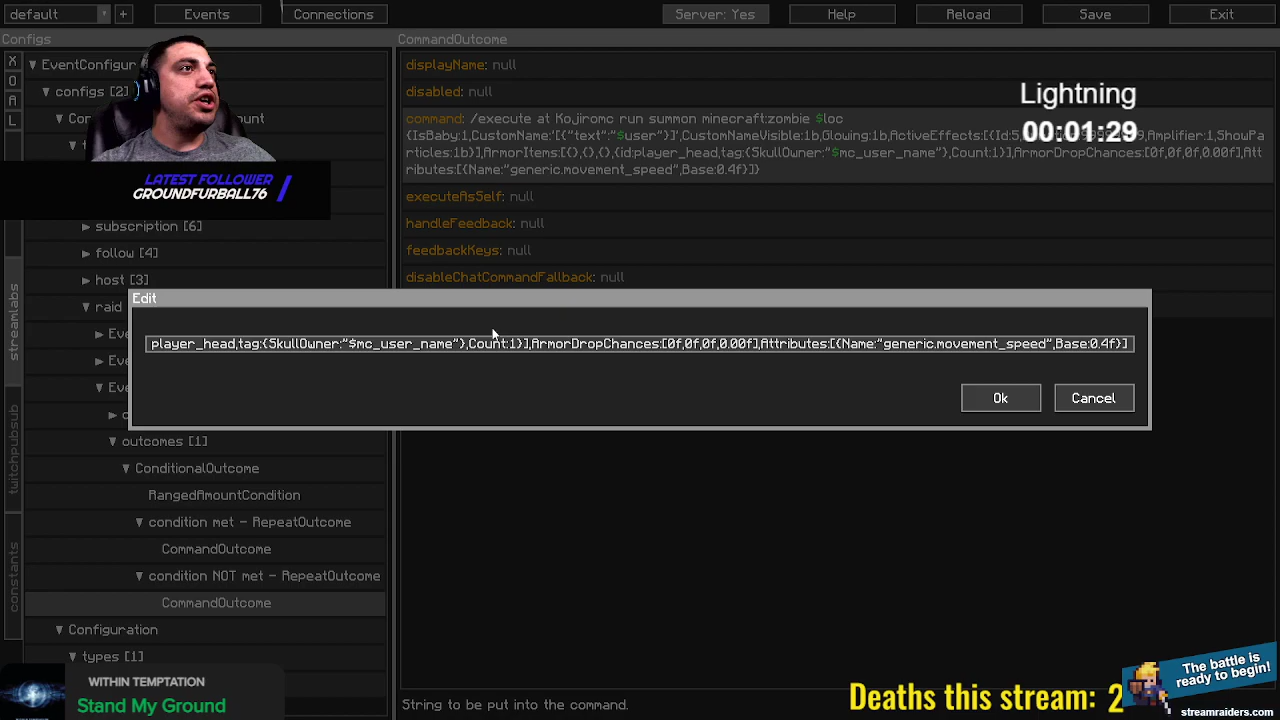 default
+
Events
Connections
Server: Yes
Help
Reload
Save
Exit
Configs
CommandOutcome
X
O
A
L
EventConfigur
displayName: null
configs [2]
disabled: null
Lightning
00:01:29
command: /execute at Kojiromc run summon minecraft:zombie $loc
{IsBaby:1,CustomName:'[{"text":"$user"}]',CustomNameVisible:1b,Glowing:1b,ActiveEffects:[{Id:5, Amplifier:1,ShowPa
rticles:1b}],ArmorItems:[{},{},{},{id:player_head,tag:{SkullOwner:"$mc_user_name"},Count:1}],ArmorDropChances:[0f,0f,0f,0.00f],Att
ributes:[{Name:"generic.movement_speed",Base:0.4f}]}
LATEST FOLLOWER
GROUNDFURBALL76
executeAsSelf: null
subscription [6]
handleFeedback: null
follow [4]
feedbackKeys: null
host [3]
disableChatCommandFallback: null
raid
streamlabs
twitchpubsub
constants
Edit
player_head,tag:{SkullOwner:"$mc_user_name"},Count:1}],ArmorDropChances:[0f,0f,0f,0.00f],Attributes:[{Name:"generic.movement_speed",Base:0.4f}]
Ok
Cancel
outcomes [1]
ConditionalOutcome
RangedAmountCondition
condition met - RepeatOutcome
CommandOutcome
condition NOT met - RepeatOutcome
CommandOutcome
Configuration
types [1]
WITHIN TEMPTATION
Stand My Ground
String to be put into the command.
Deaths this stream: 2
The battle is
ready to begin!
streamraiders.com